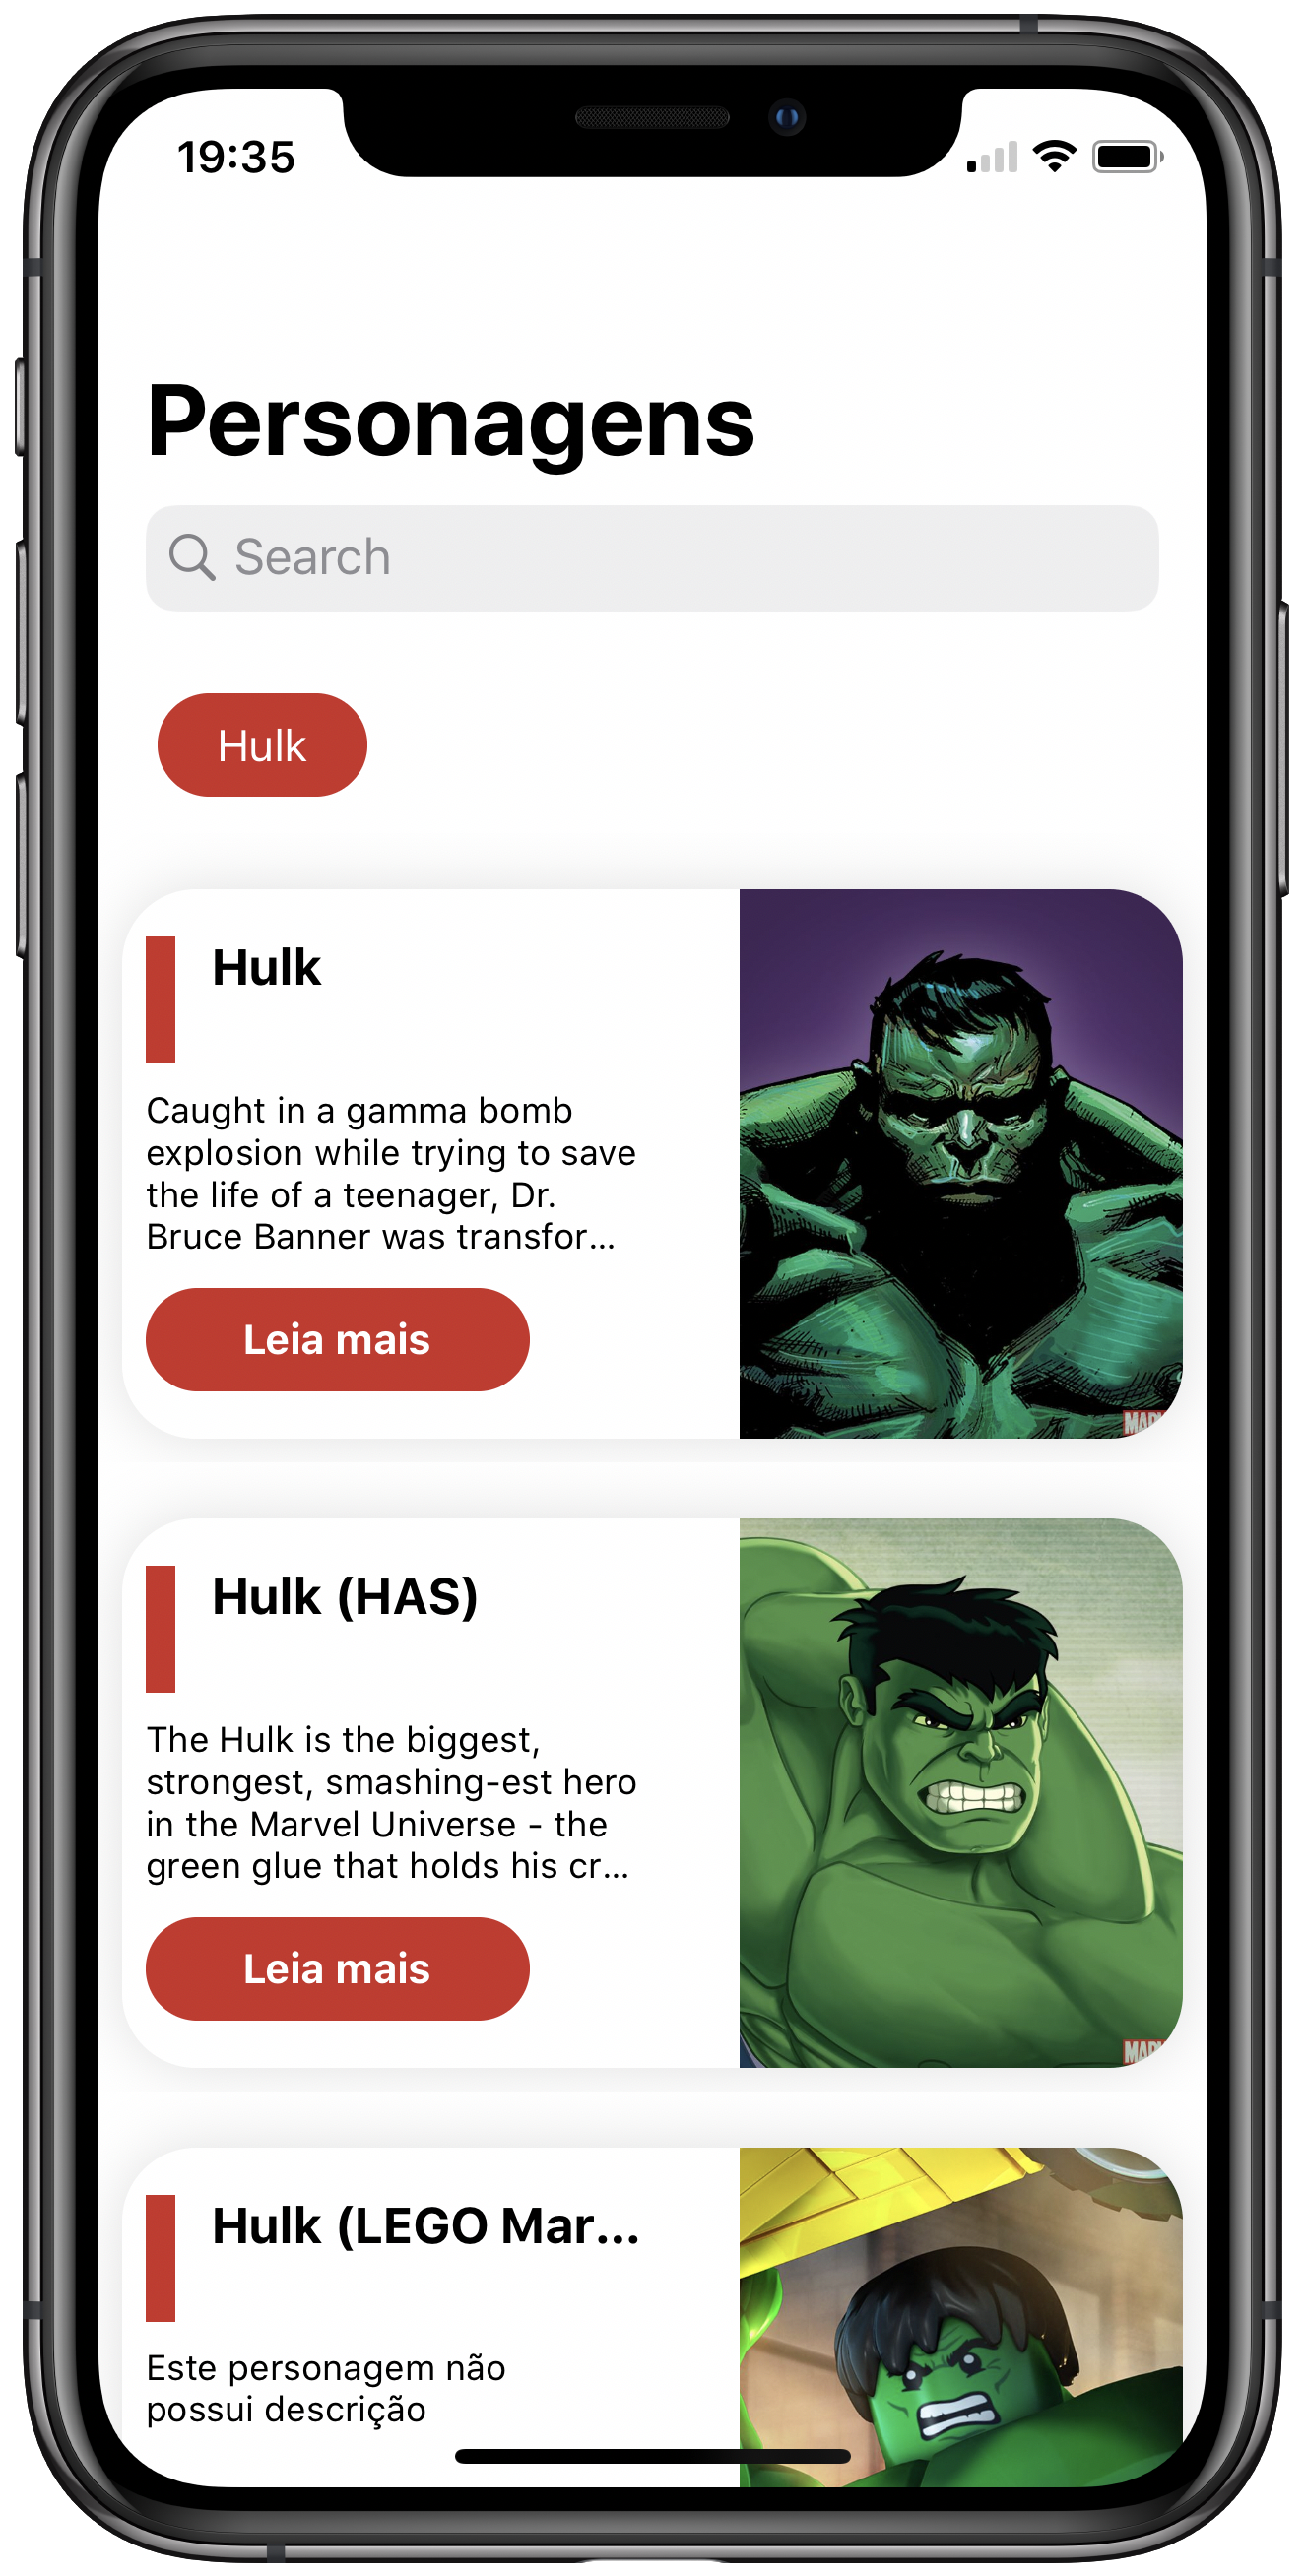 19:35
Personagens
Search
Hulk
Hulk
Caught in a gamma bomb
explosion while trying to save
the life of a teenager, Dr.
Bruce Banner was transfor...
Leia mais
Hulk (HAS)
The Hulk is the biggest,
strongest, smashing-est hero
in the Marvel Universe - the
green glue that holds his cr...
Leia mais
Hulk (LEGO Mar...
Este personagem não
possui descrição